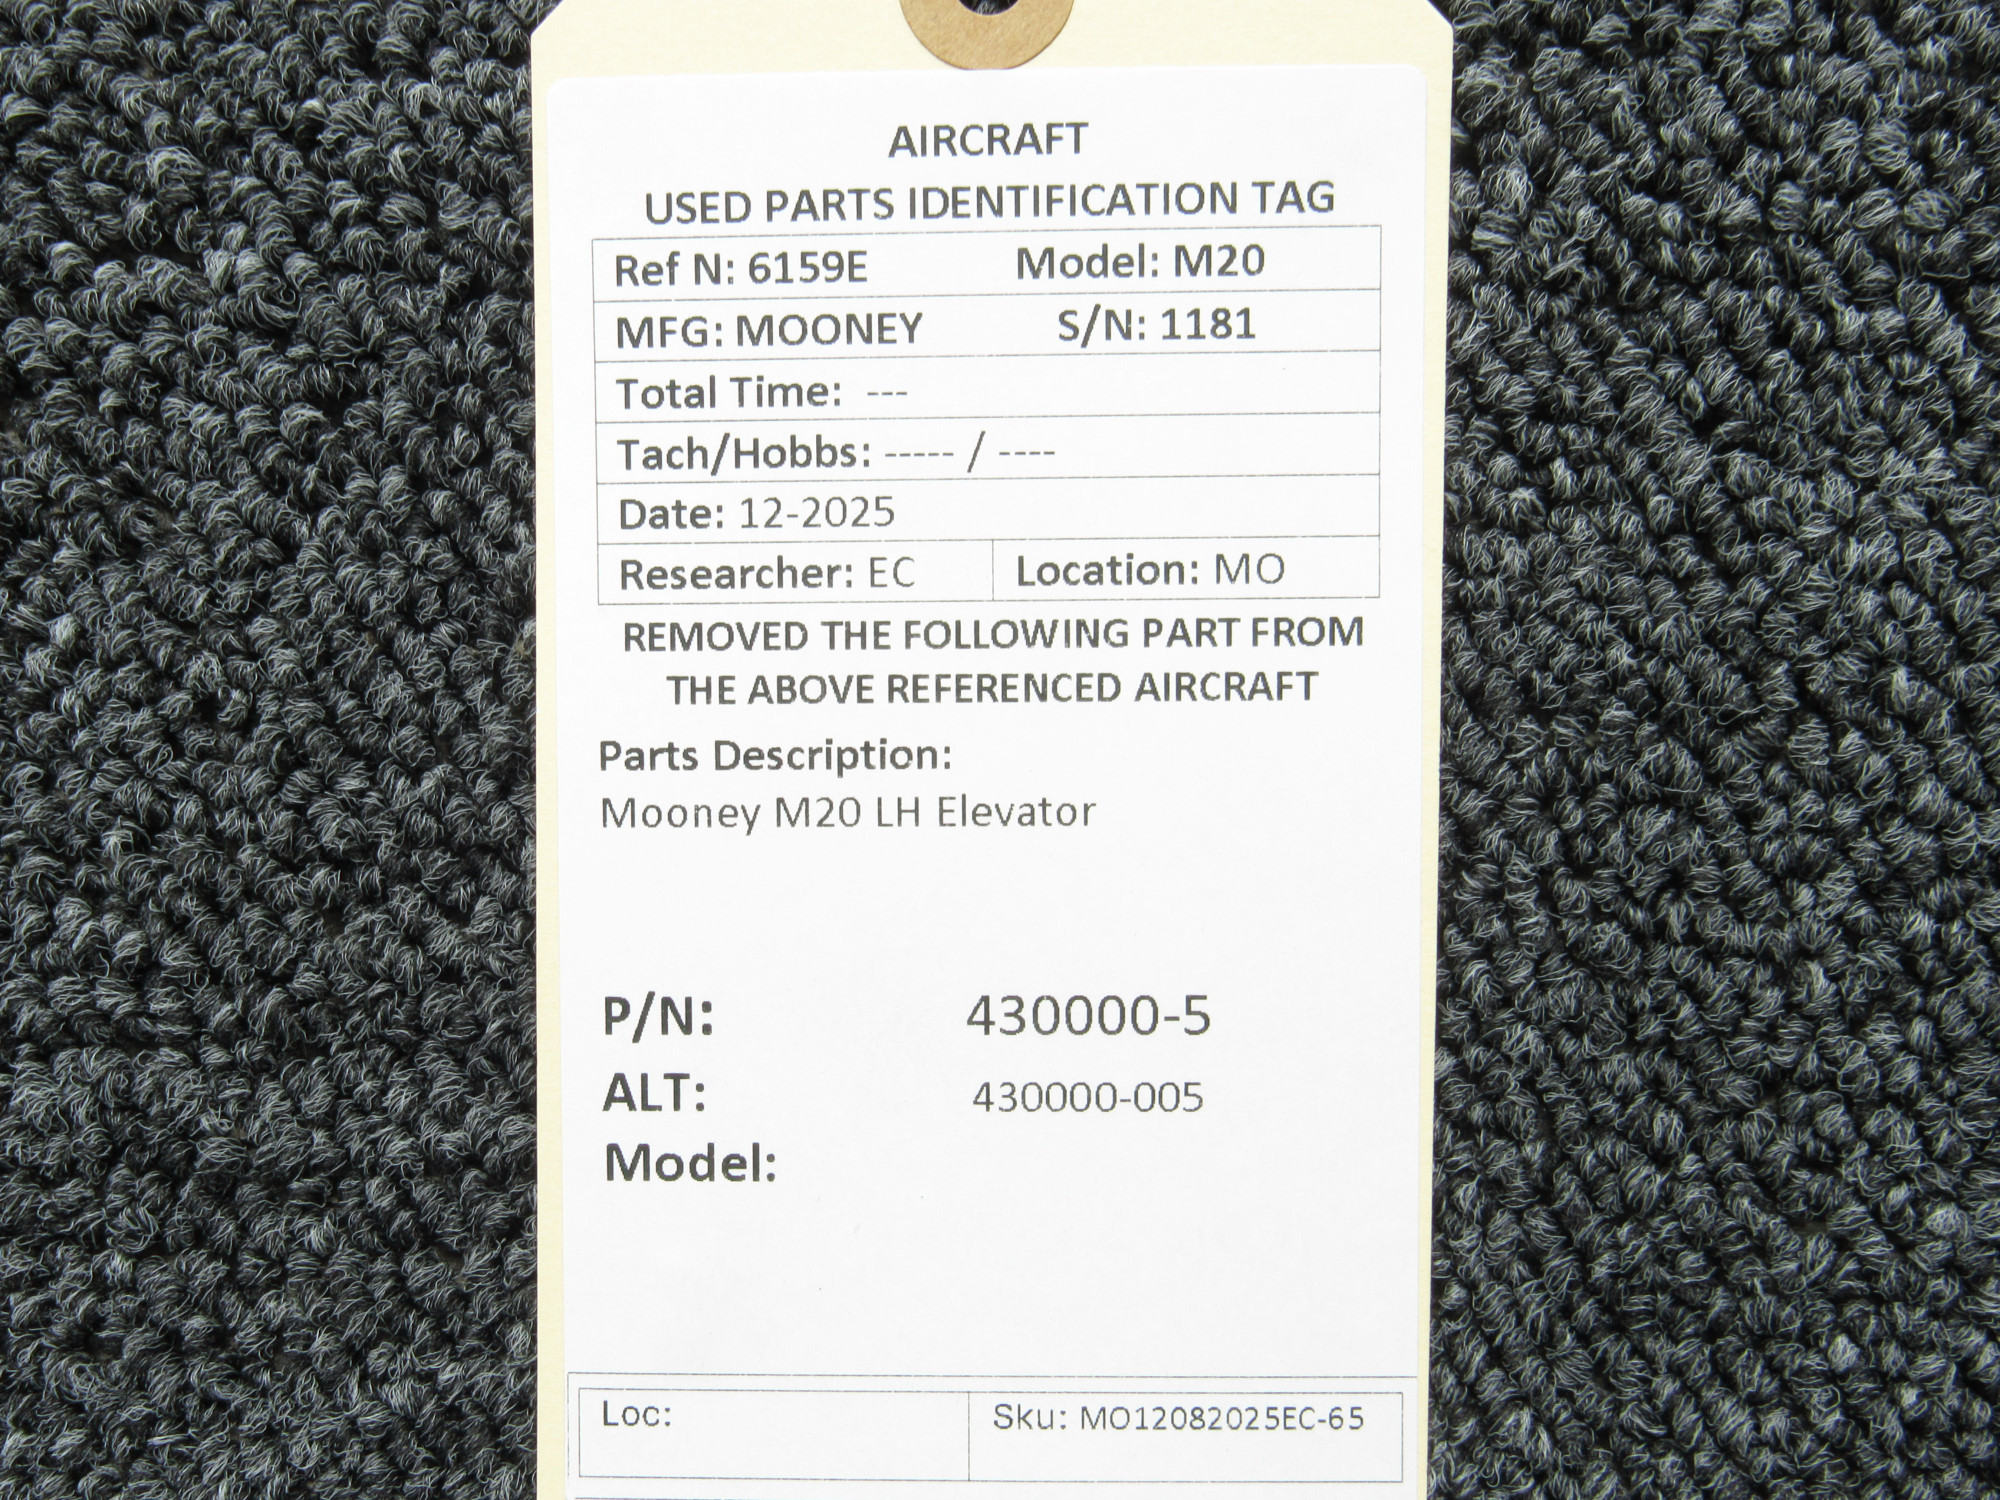 AIRCRAFT
USED PARTS IDENTIFICATION TAG
Ref N: 6159E Model: M20
MFG: MOONEY S/N: 1181
Total Time: ---
Tach/Hobbs: ----- / ----
Date: 12-2025
Researcher: EC Location: MO
REMOVED THE FOLLOWING PART FROM
THE ABOVE REFERENCED AIRCRAFT
Parts Description:
Mooney M20 LH Elevator
P/N: 430000-5
ALT: 430000-005
Model:
Loc: Sku: MO12082025EC-65